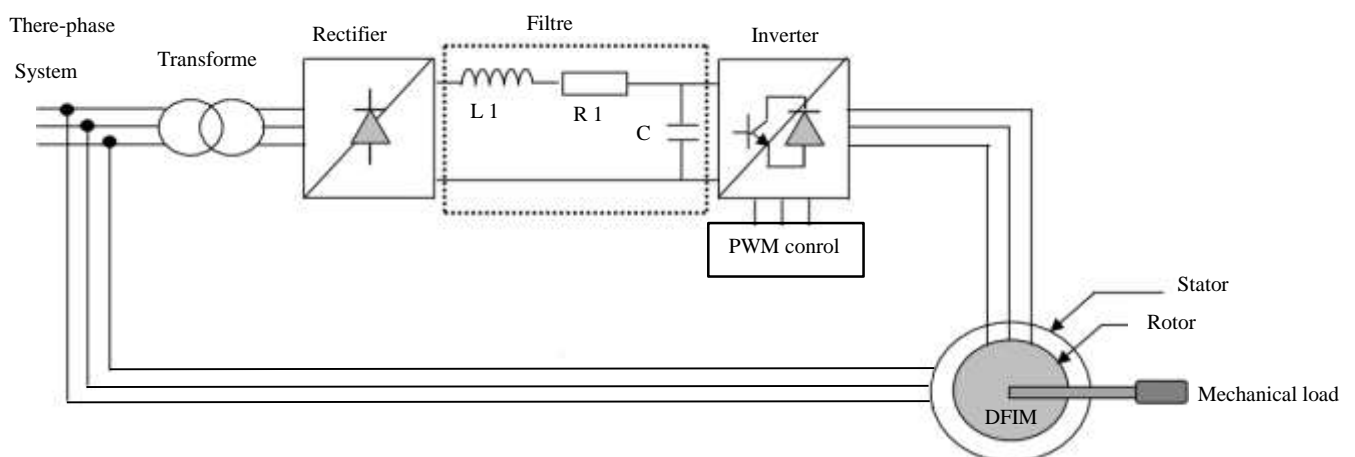 There-phase
System
Transforme
Rectifier
Filtre
Inverter
L 1
R 1
C
PWM conrol
Stator
Rotor
Mechanical load
DFIM